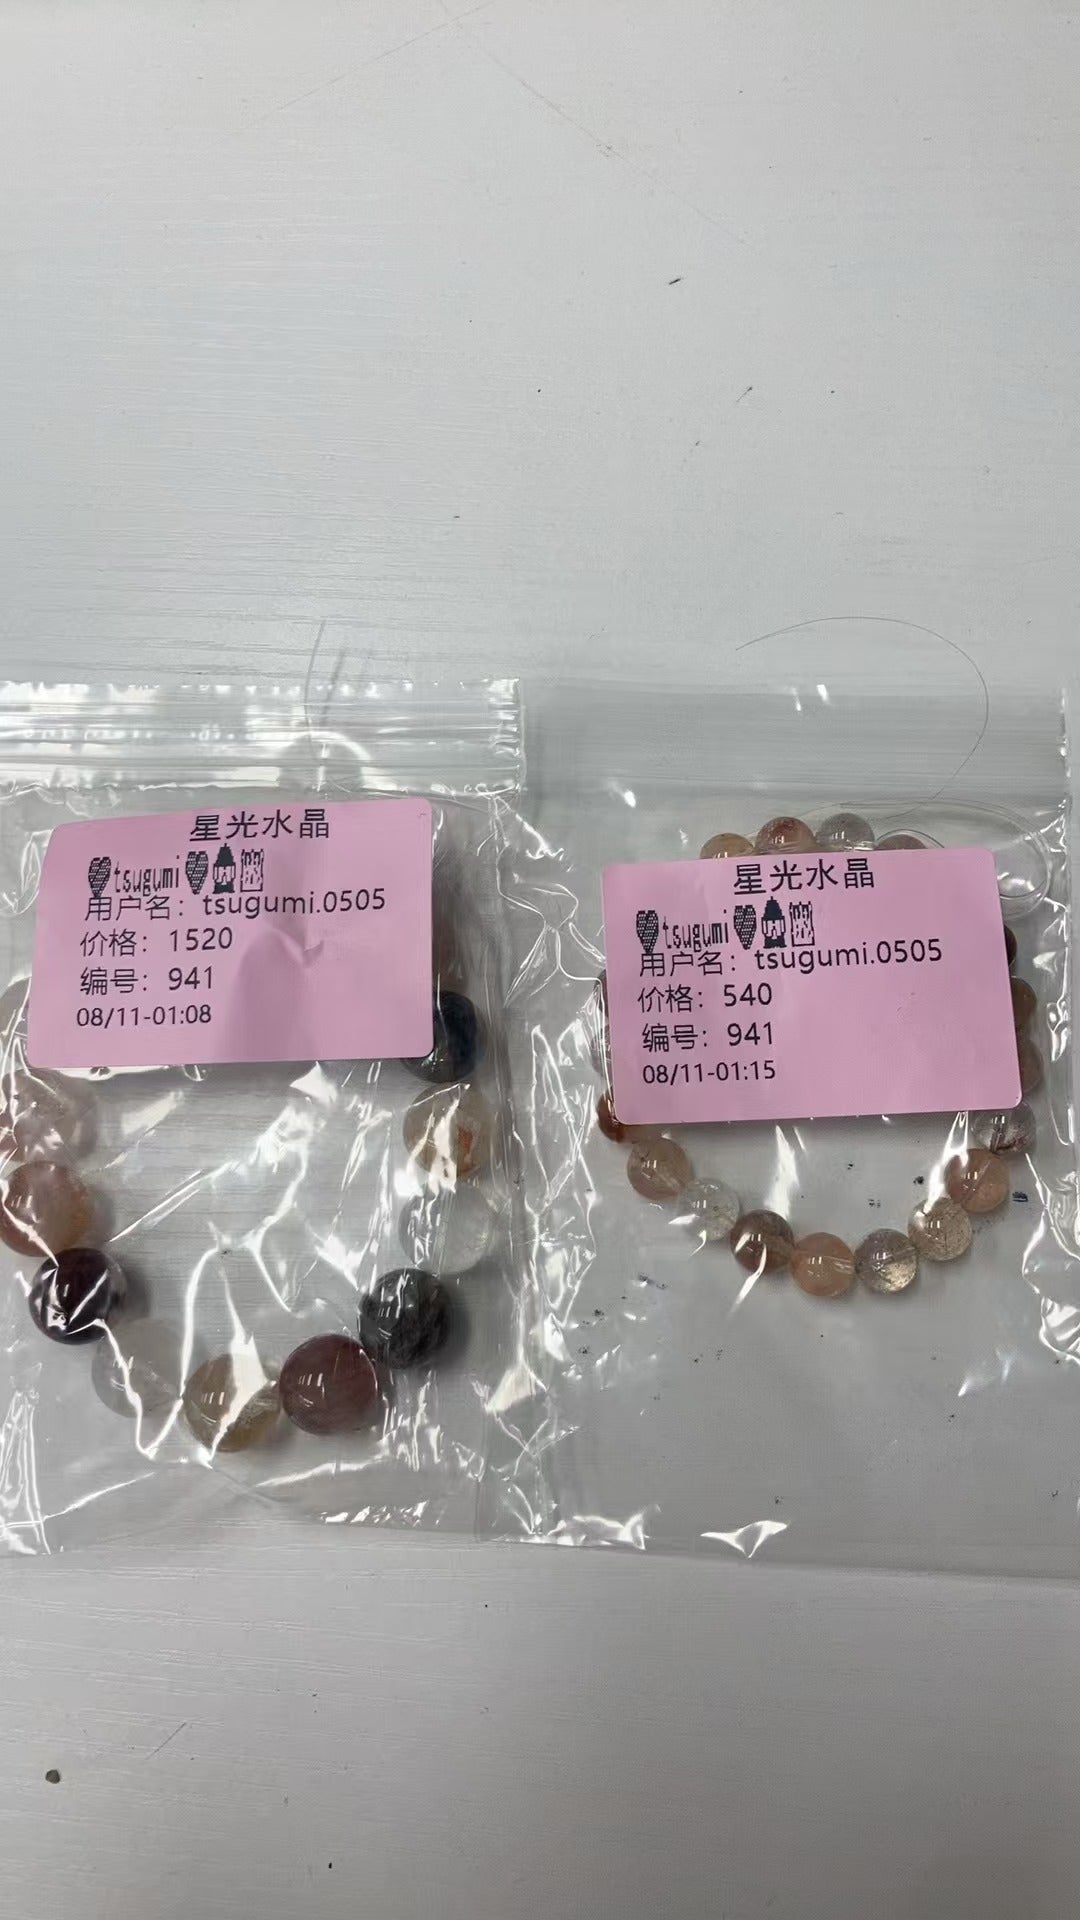 星光水晶
♥tsugumi♥
用户名：tsugumi.0505
价格：1520
编号：941
08/11-01:08
星光水晶
♥tsugumi♥
用户名：tsugumi.0505
价格：540
编号：941
08/11-01:15